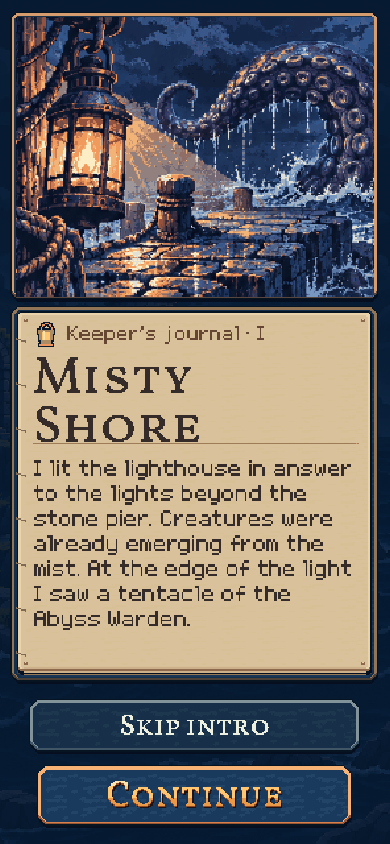 Keeper's journal · I
Misty
Shore
I lit the lighthouse in answer
to the lights beyond the
stone pier. Creatures were
already emerging from the
mist. At the edge of the light
I saw a tentacle of the
Abyss Warden.
Skip intro
Continue